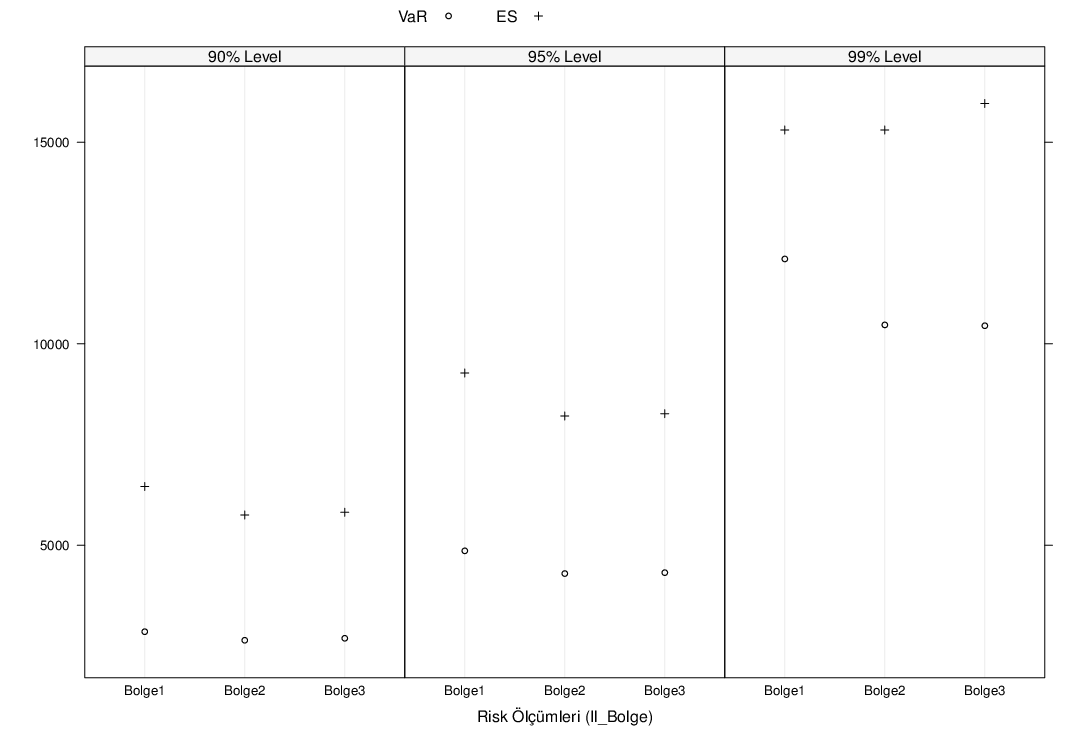 VaR ES
90% Level 95% Level 99% Level
15000
10000
5000
Bolge1 Bolge2 Bolge3 Bolge1 Bolge2 Bolge3 Bolge1 Bolge2 Bolge3
Risk Ölçümleri (II_Bolge)